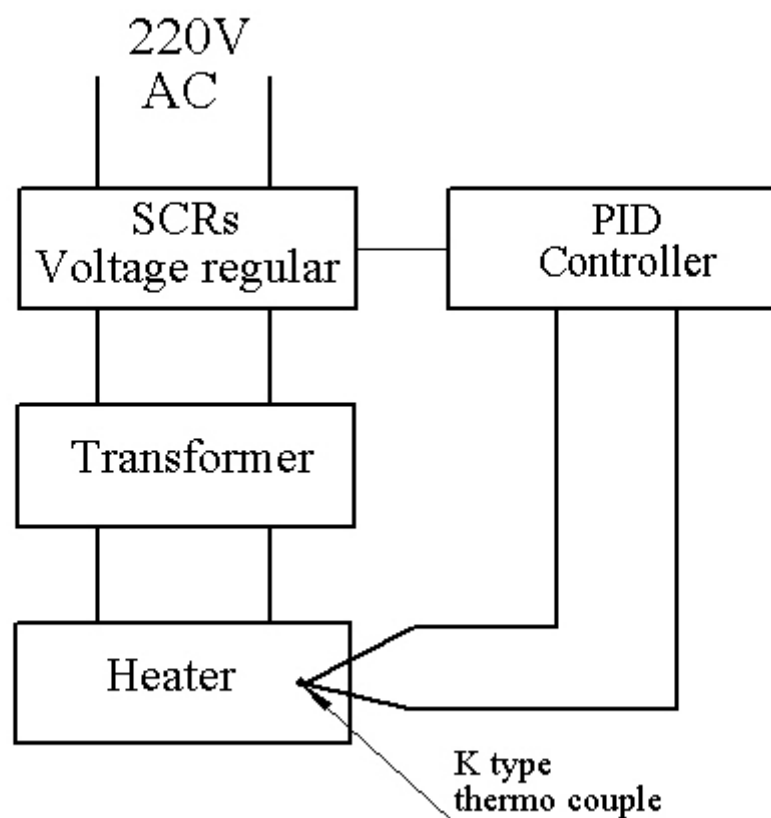 220V
AC
SCRs
Voltage regular
PID
Controller
Transformer
Heater
K type
thermo couple